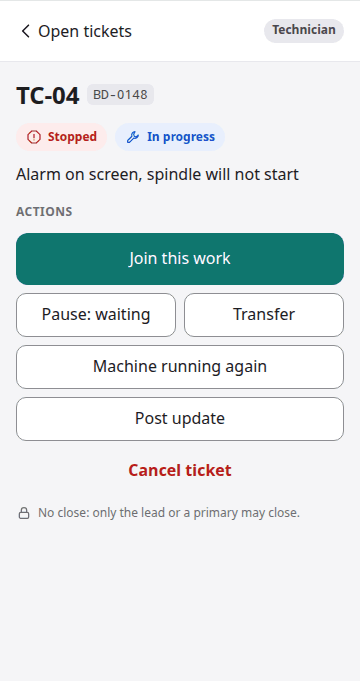 Open tickets
Technician
TC-04 BD-0148
Stopped
In progress
Alarm on screen, spindle will not start
ACTIONS
Join this work
Pause: waiting
Transfer
Machine running again
Post update
Cancel ticket
No close: only the lead or a primary may close.